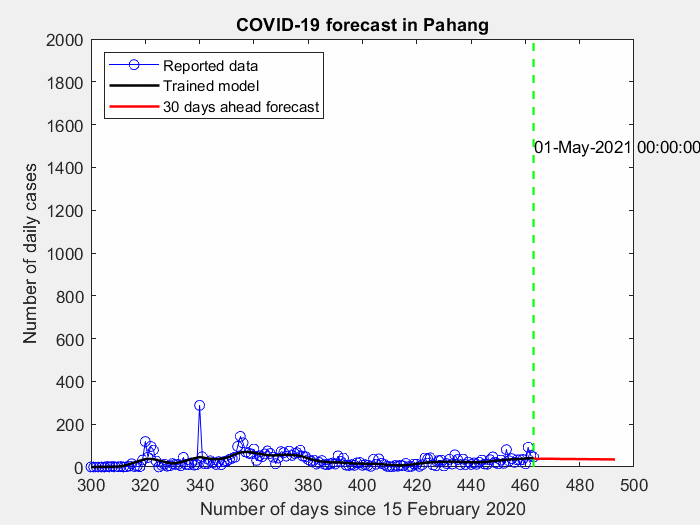 COVID-19 forecast in Pahang
2000
1800
1600
1400
1200
1000
800
600
400
200
0
Number of daily cases
Reported data
Trained model
30 days ahead forecast
01-May-2021 00:00:00
300 320 340 360 380 400 420 440 460 480 500
Number of days since 15 February 2020